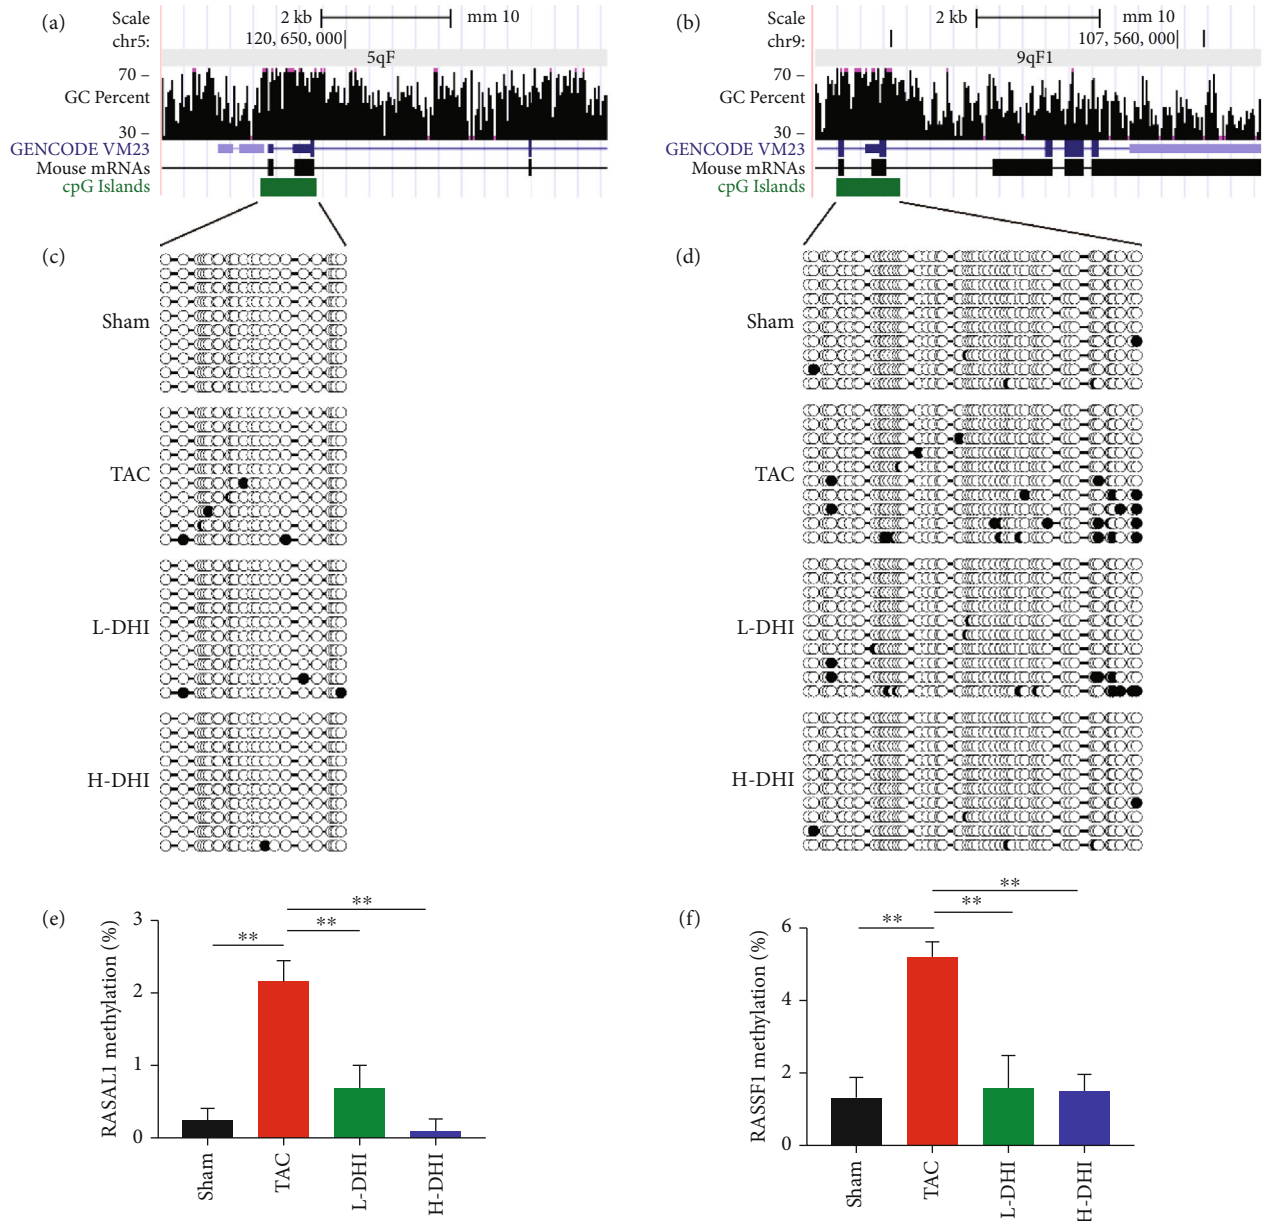 (a)
Scale
2 kb
mm 10
chr5:
120, 650, 000
5qF
70 –
GC Percent
30 –
GENCODE VM23
Mouse mRNAs
cpG Islands
(b)
Scale
2 kb
mm 10
chr9:
107, 560, 000
9qF1
70 –
GC Percent
30 –
GENCODE VM23
Mouse mRNAs
cpG Islands
(c)
Sham
TAC
L-DHI
H-DHI
(d)
Sham
TAC
L-DHI
H-DHI
(e)
RASAL1 methylation (%)
3
2
1
0
**
**
**
Sham
TAC
L-DHI
H-DHI
(f)
RASSF1 methylation (%)
6
4
2
0
**
**
**
Sham
TAC
L-DHI
H-DHI